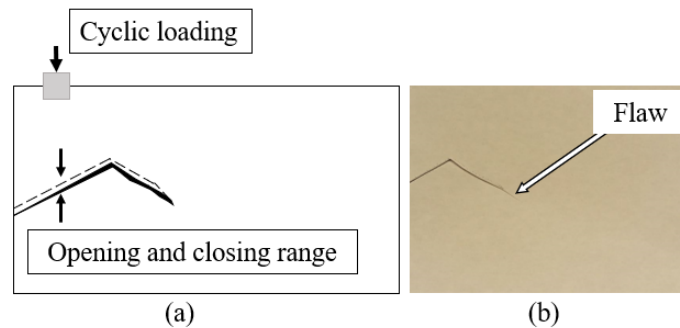 Cyclic loading
Flaw
Opening and closing range
(a)
(b)